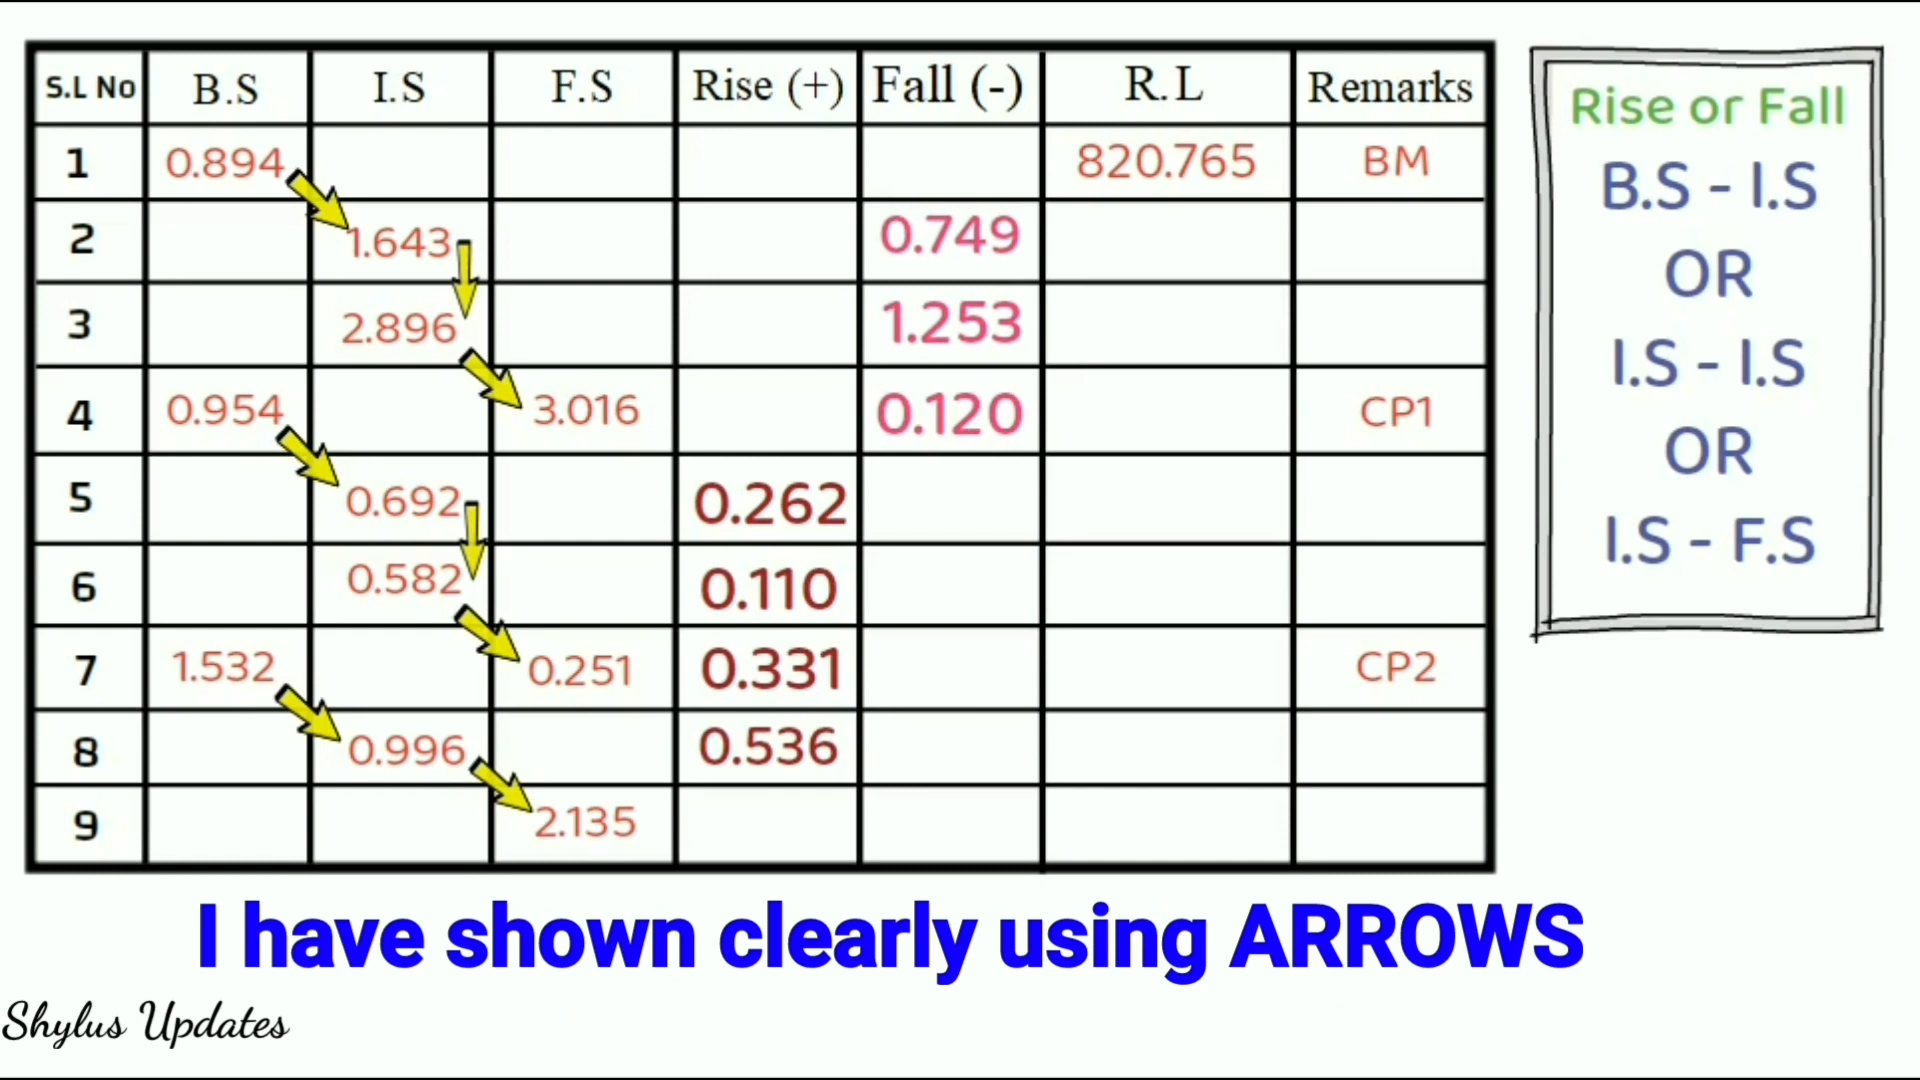 S.L No B.S I.S F.S Rise (+) Fall (-) R.L Remarks
1 0.894 820.765 BM
2 1.643 0.749
3 2.896 1.253
4 0.954 3.016 0.120 CP1
5 0.692 0.262
6 0.582 0.110
7 1.532 0.251 0.331 CP2
8 0.996 0.536
9 2.135
Rise or Fall
B.S - I.S
OR
I.S - I.S
OR
I.S - F.S
I have shown clearly using ARROWS
Shylus Updates